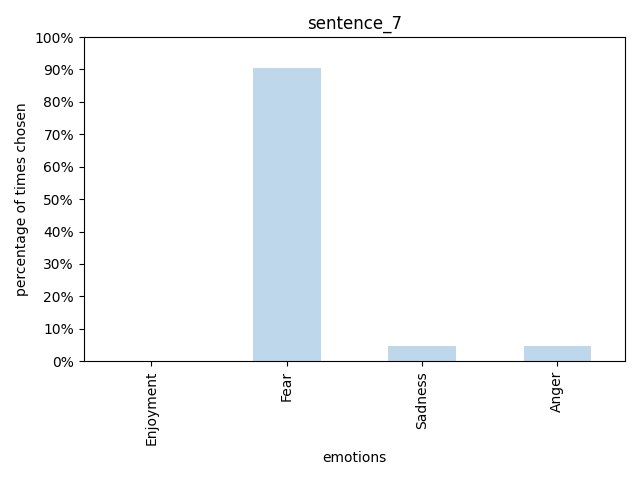 sentence_7
100%
90%
80%
70%
60%
50%
40%
30%
20%
10%
0%
percentage of times chosen
Enjoyment
Fear
Sadness
Anger
emotions